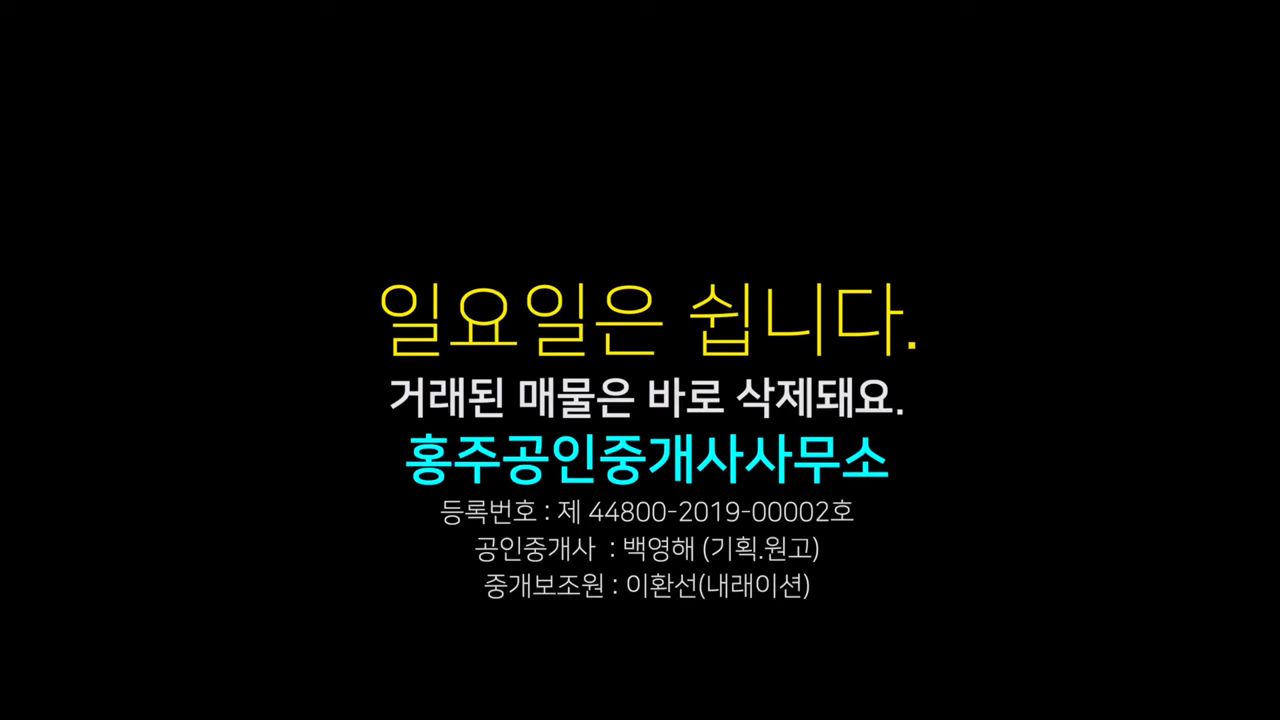 일요일은 쉽니다.
거래된 매물은 바로 삭제돼요.
홍주공인중개사사무소
등록번호 : 제 44800-2019-00002호
공인중개사 : 백영해 (기획.원고)
중개보조원 : 이환선(내래이션)